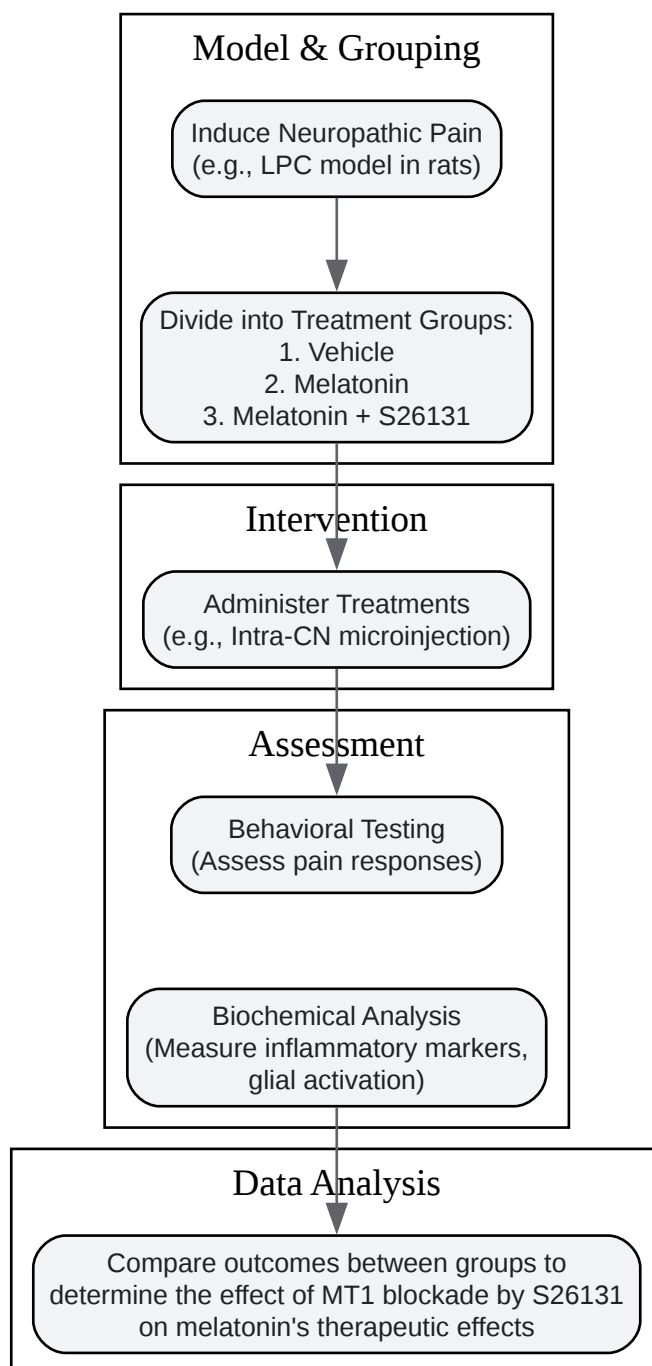 Model & Grouping
Induce Neuropathic Pain
(e.g., LPC model in rats)
Divide into Treatment Groups:
1. Vehicle
2. Melatonin
3. Melatonin + S26131
Intervention
Administer Treatments
(e.g., Intra-CN microinjection)
Assessment
Behavioral Testing
(Assess pain responses)
Biochemical Analysis
(Measure inflammatory markers,
glial activation)
Data Analysis
Compare outcomes between groups to
determine the effect of MT1 blockade by S26131
on melatonin's therapeutic effects